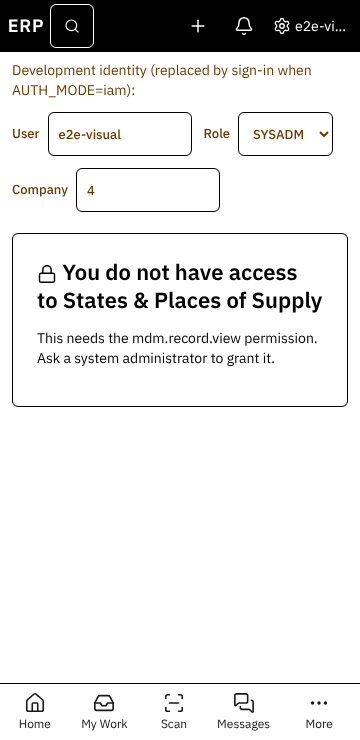 ERP
e2e-vi...
Development identity (replaced by sign-in when
AUTH_MODE=iam):
User e2e-visual Role SYSADM
Company 4
You do not have access
to States & Places of Supply
This needs the mdm.record.view permission.
Ask a system administrator to grant it.
Home My Work Scan Messages More